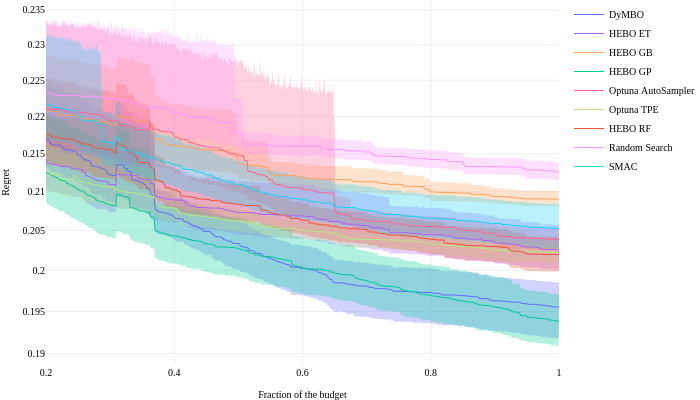 0.235
0.23
0.225
0.22
0.215
0.21
0.205
0.2
0.195
0.19
Regret
0.2
0.4
0.6
0.8
1
Fraction of the budget
DyMBO
HEBO ET
HEBO GB
HEBO GP
Optuna AutoSampler
Optuna TPE
HEBO RF
Random Search
SMAC